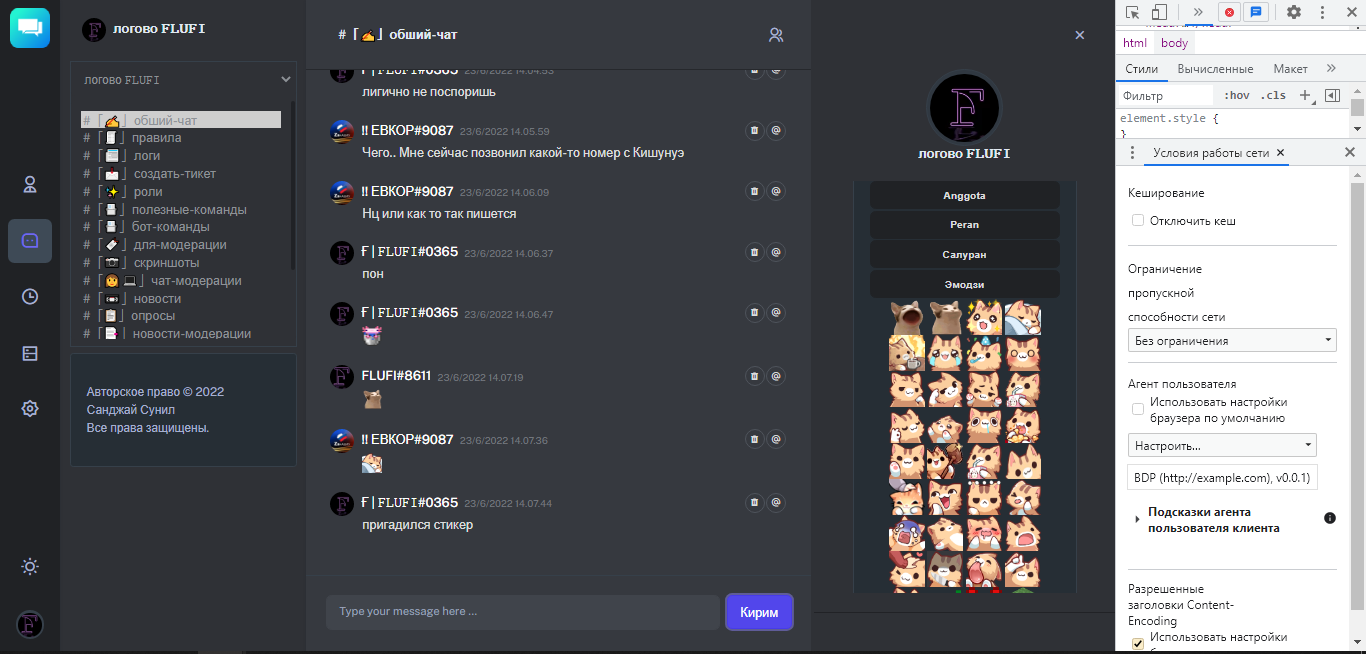 логово FLUFI
логово FLUFI
# ⎡✍⎦ обший-чат
# ⎡ ⎦ правила
# ⎡ ⎦ логи
# ⎡ ⎦ создать-тикет
# ⎡✨⎦ роли
# ⎡ ⎦ полезные-команды
# ⎡ ⎦ бот-команды
# ⎡ ⎦ для-модерации
# ⎡📷⎦ скриншоты
# ⎡👩💻⎦ чат-модерации
# ⎡ ⎦ новости
# ⎡📋⎦ опросы
# ⎡📑⎦ новости-модерации
Авторское право © 2022
Санджай Сунил
Все права защищены.
# ⎡✍⎦ обший-чат
F | FLUFI#0365 23/6/2022 14.04.53
лигично не поспоришь
!! ЕВКОР#9087 23/6/2022 14.05.59
Чего.. Мне сейчас позвонил какой-то номер с Кишунуэ
!! ЕВКОР#9087 23/6/2022 14.06.09
Нц или как то так пишется
F | FLUFI#0365 23/6/2022 14.06.37
пон
F | FLUFI#0365 23/6/2022 14.06.47
FLUFI#8611 23/6/2022 14.07.19
!! ЕВКОР#9087 23/6/2022 14.07.36
F | FLUFI#0365 23/6/2022 14.07.44
пригадился стикер
Type your message here ...
Кирим
логово FLUFI
Anggota
Peran
Салуран
Эмодзи
html body
Стили Вычисленные Макет »
Фильтр :hov .cls +
element.style {
}
Условия работы сети ×
Кеширование
Отключить кеш
Ограничение
пропускной
способности сети
Без ограничения
Агент пользователя
Использовать настройки
браузера по умолчанию
Настроить...
BDP (http://example.com), v0.0.1)
Подсказки агента
пользователя клиента
Разрешенные
заголовки Content-
Encoding
Использовать настройки